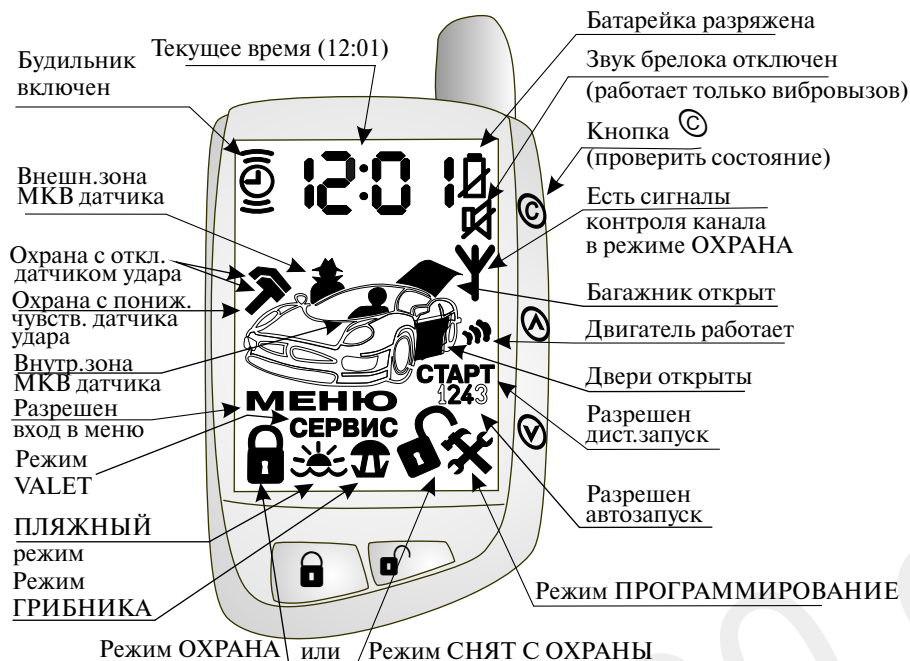 Батарейка разряжена
Текущее время (12:01)
Будильник
включен
Звук брелока отключен
(работает только вибровызов)
Кнопка ©
(проверить состояние)
12:01
Внешн.зона
МКВ датчика
©
Есть сигналы
контроля канала
в режиме ОХРАНА
Охрана с откл.
датчиком удара
Охрана с пониж.
чувств. датчика
удара
Багажник открыт
Двигатель работает
Внутр.зона
МКВ датчика
Двери открыты
СТАРТ
1243
МЕНЮ
СЕРВИС
Разрешен
вход в меню
Разрешен
дист.запуск
Режим
VALET
Разрешен
автозапуск
ПЛЯЖНЫЙ
режим
Режим
ГРИБНИКА
Режим ПРОГРАММИРОВАНИЕ
Режим ОХРАНА или Режим СНЯТ С ОХРАНЫ